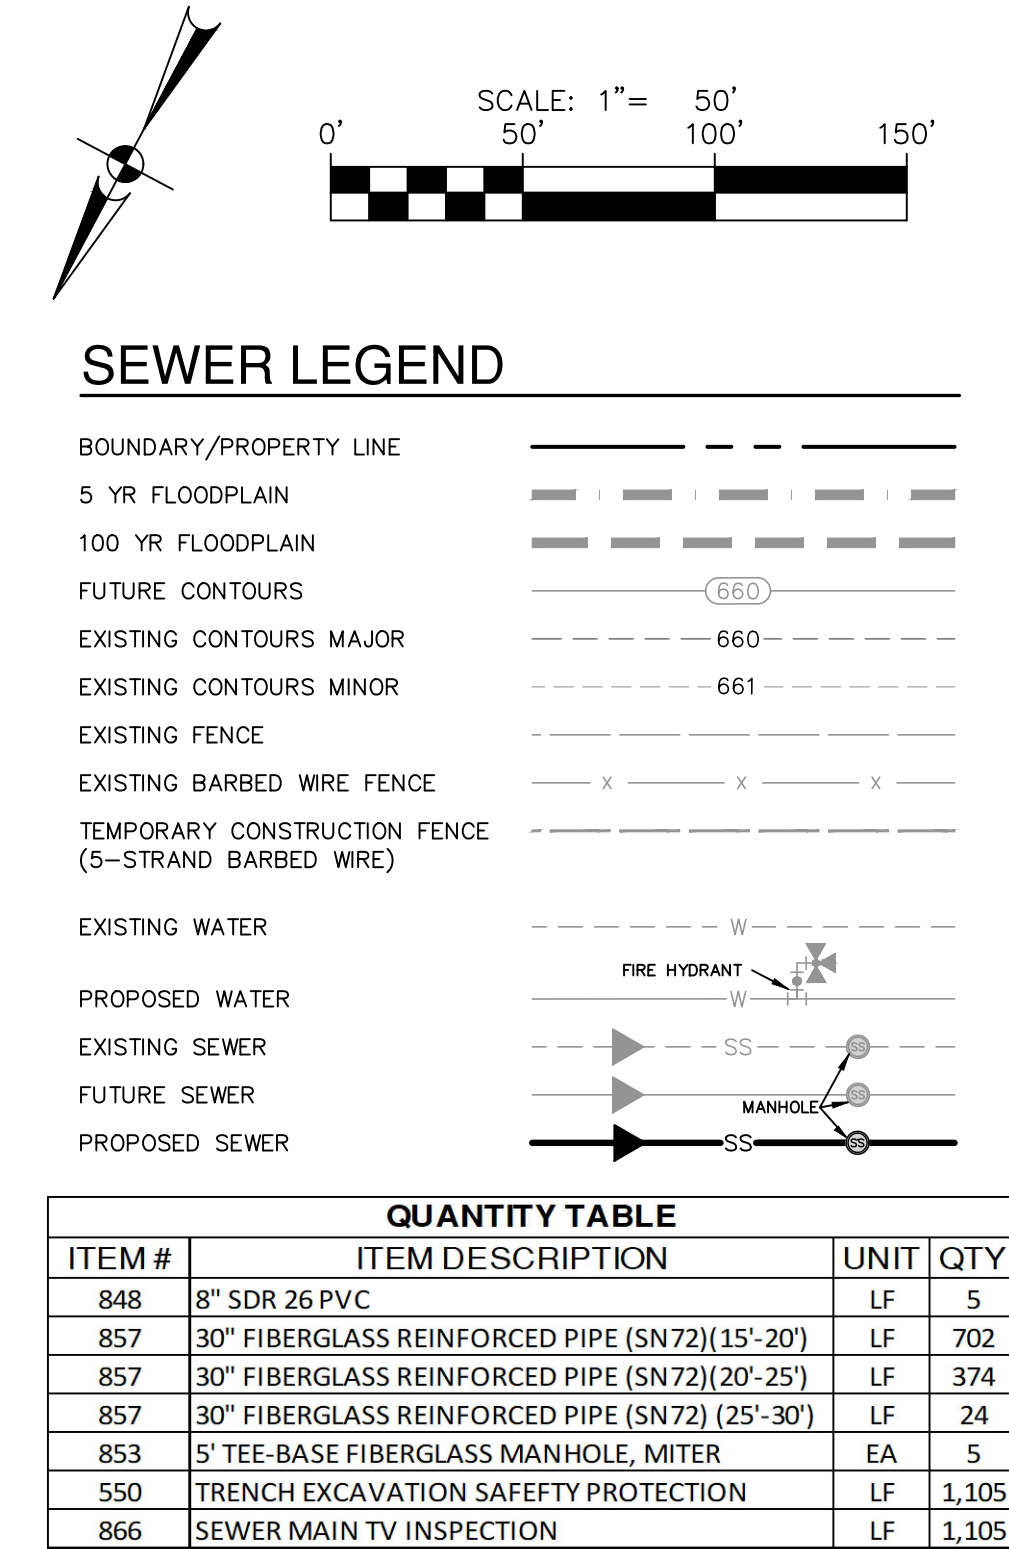 SCALE: 1"= 50'
0' 50' 100' 150'
SEWER LEGEND
BOUNDARY/PROPERTY LINE
5 YR FLOODPLAIN
100 YR FLOODPLAIN
FUTURE CONTOURS 660
EXISTING CONTOURS MAJOR 660
EXISTING CONTOURS MINOR 661
EXISTING FENCE
EXISTING BARBED WIRE FENCE X X X
TEMPORARY CONSTRUCTION FENCE
(5-STRAND BARBED WIRE)
EXISTING WATER W
FIRE HYDRANT
PROPOSED WATER W
EXISTING SEWER SS SS
FUTURE SEWER SS
MANHOLE
PROPOSED SEWER SS SS
QUANTITY TABLE
ITEM # ITEM DESCRIPTION UNIT QTY
848 8" SDR 26 PVC LF 5
857 30" FIBERGLASS REINFORCED PIPE (SN72)(15'-20') LF 702
857 30" FIBERGLASS REINFORCED PIPE (SN72)(20'-25') LF 374
857 30" FIBERGLASS REINFORCED PIPE (SN72) (25'-30') LF 24
853 5' TEE-BASE FIBERGLASS MANHOLE, MITER EA 5
550 TRENCH EXCAVATION SAFEFTY PROTECTION LF 1,105
866 SEWER MAIN TV INSPECTION LF 1,105